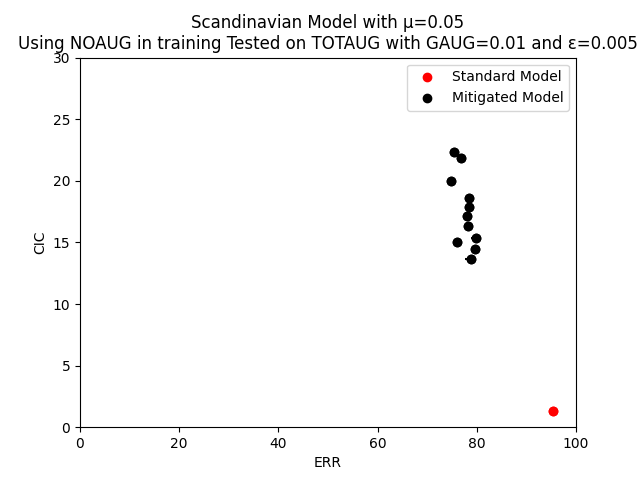 Scandinavian Model with μ=0.05
Using NOAUG in training Tested on TOTAUG with GAUG=0.01 and ε=0.005
30
25
20
15
10
5
0
CIC
Standard Model
Mitigated Model
0 20 40 60 80 100
ERR